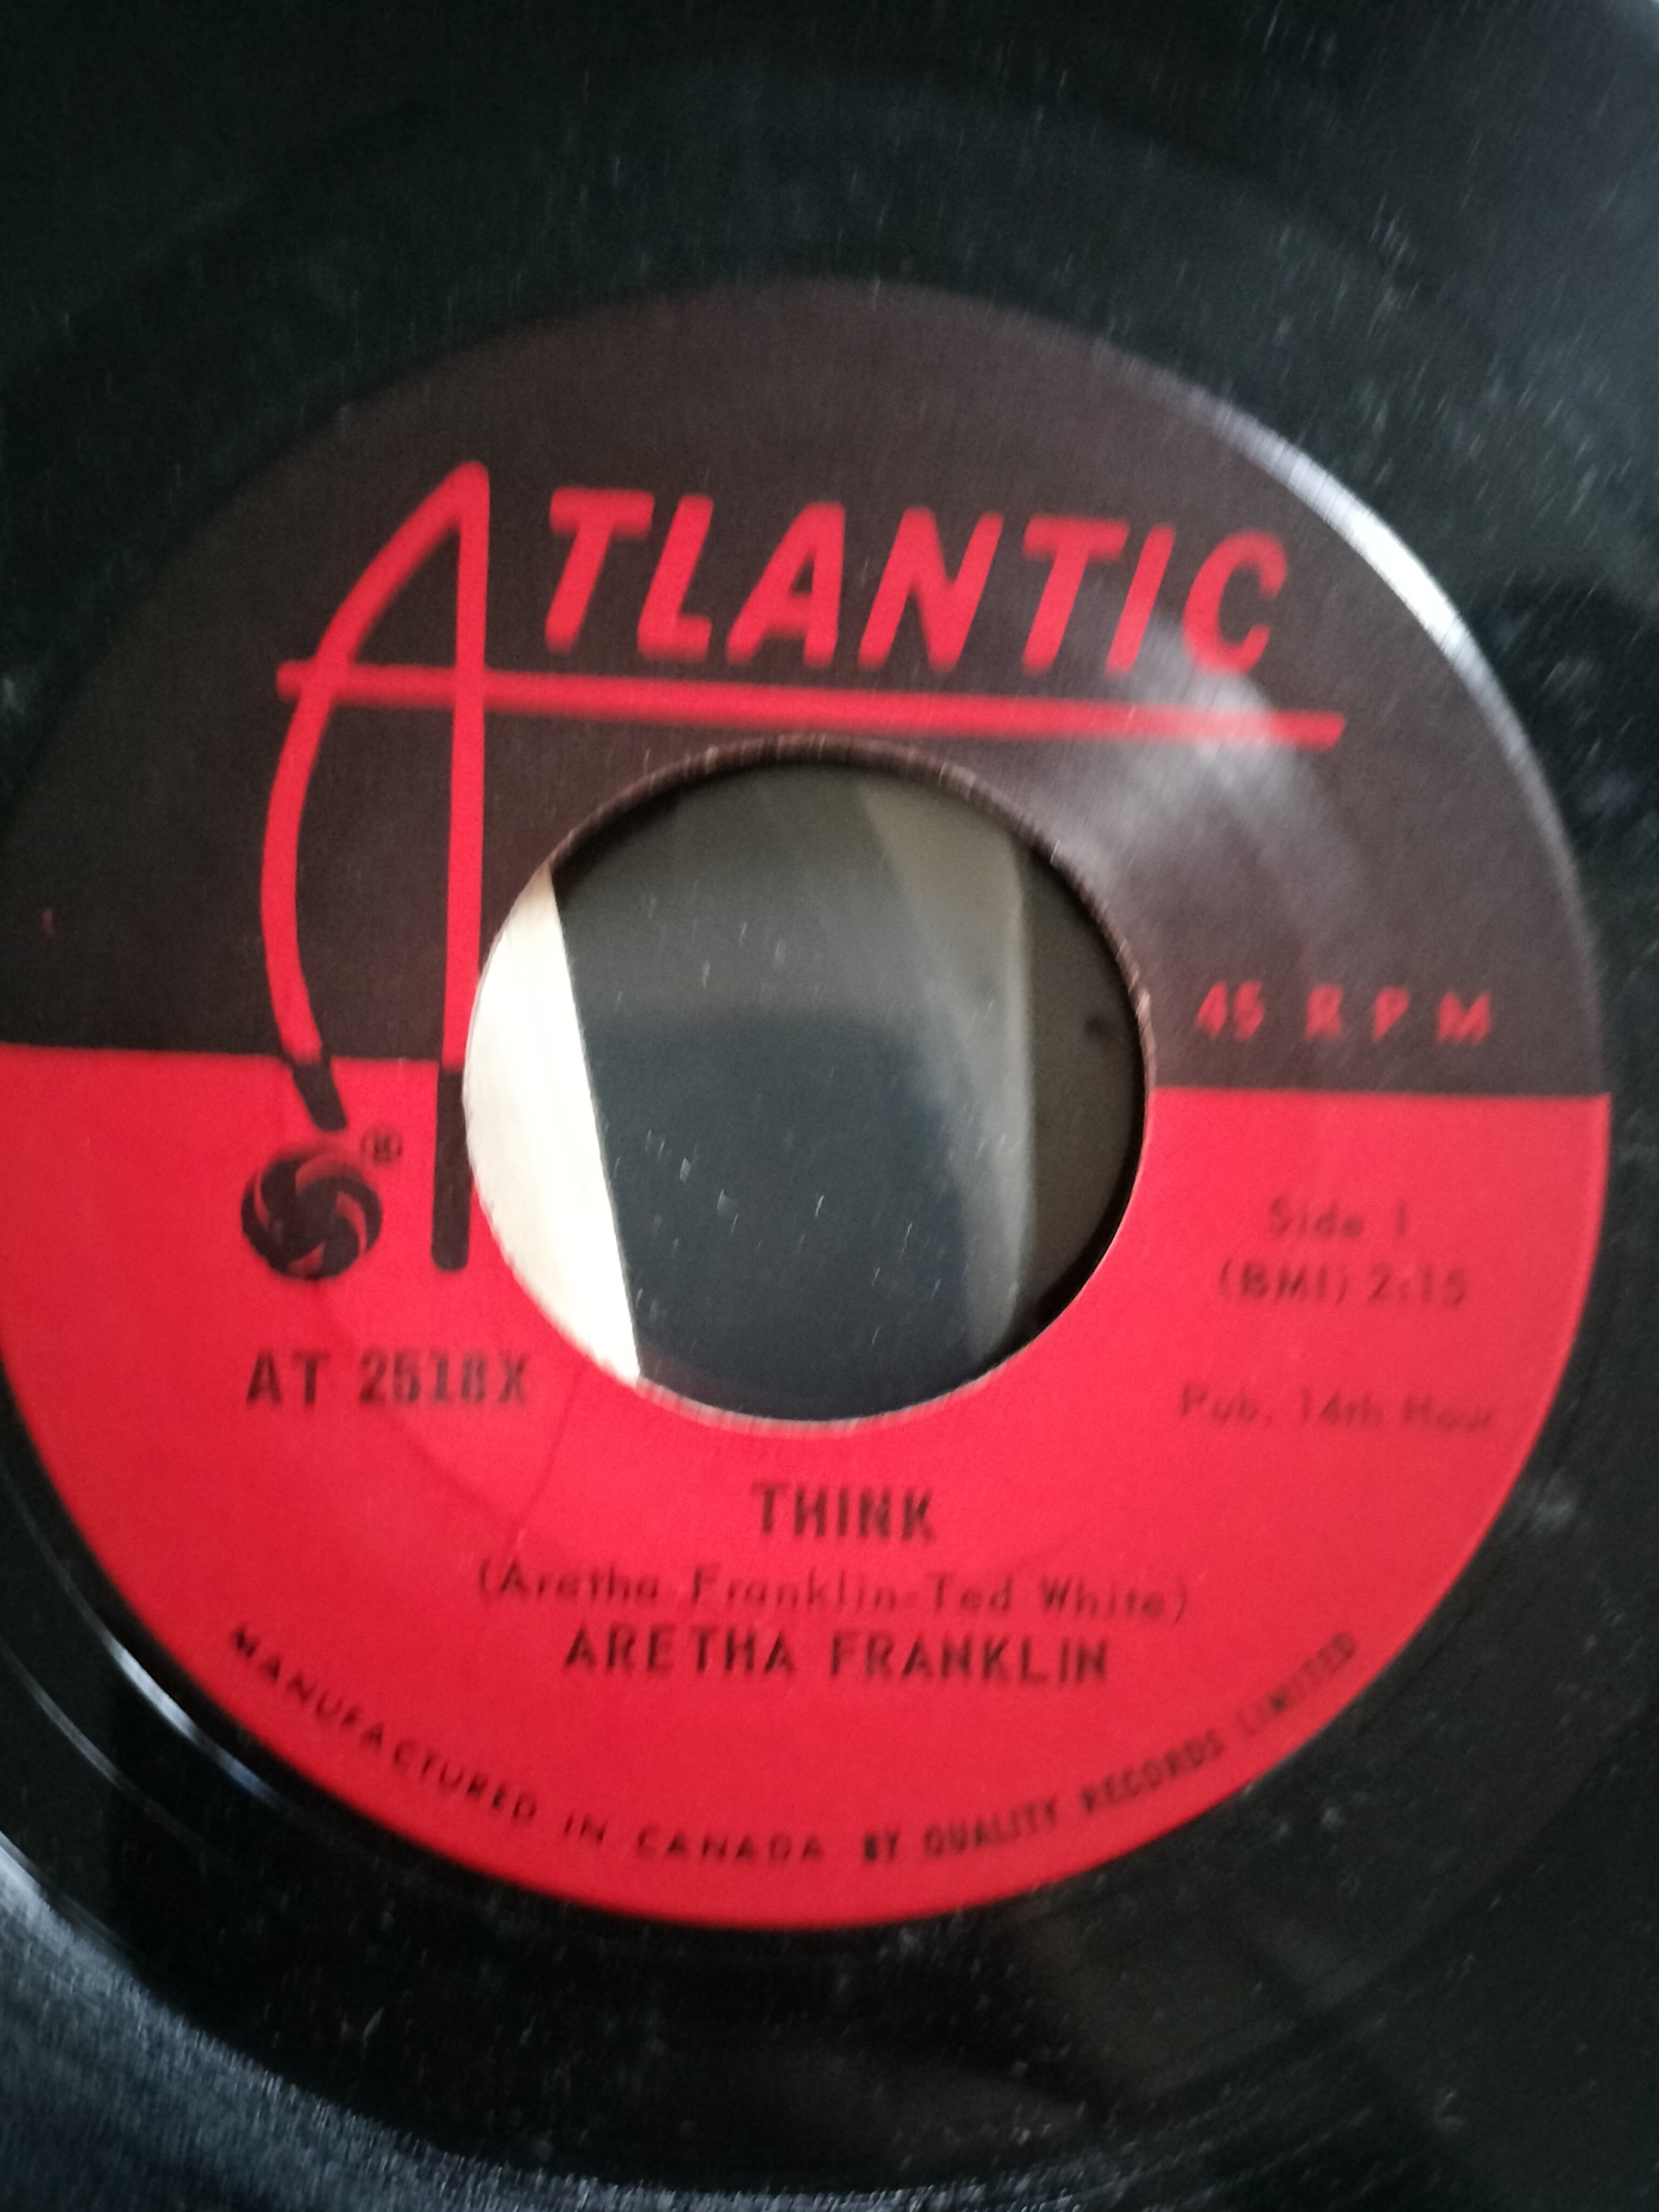 ATLANTIC
45 RPM
®
Side 1
(BMI) 2:15
AT 2518X
Pub. 14th Hour
THINK
(Aretha Franklin-Ted White)
ARETHA FRANKLIN
MANUFACTURED IN CANADA BY QUALITY RECORDS LIMITED